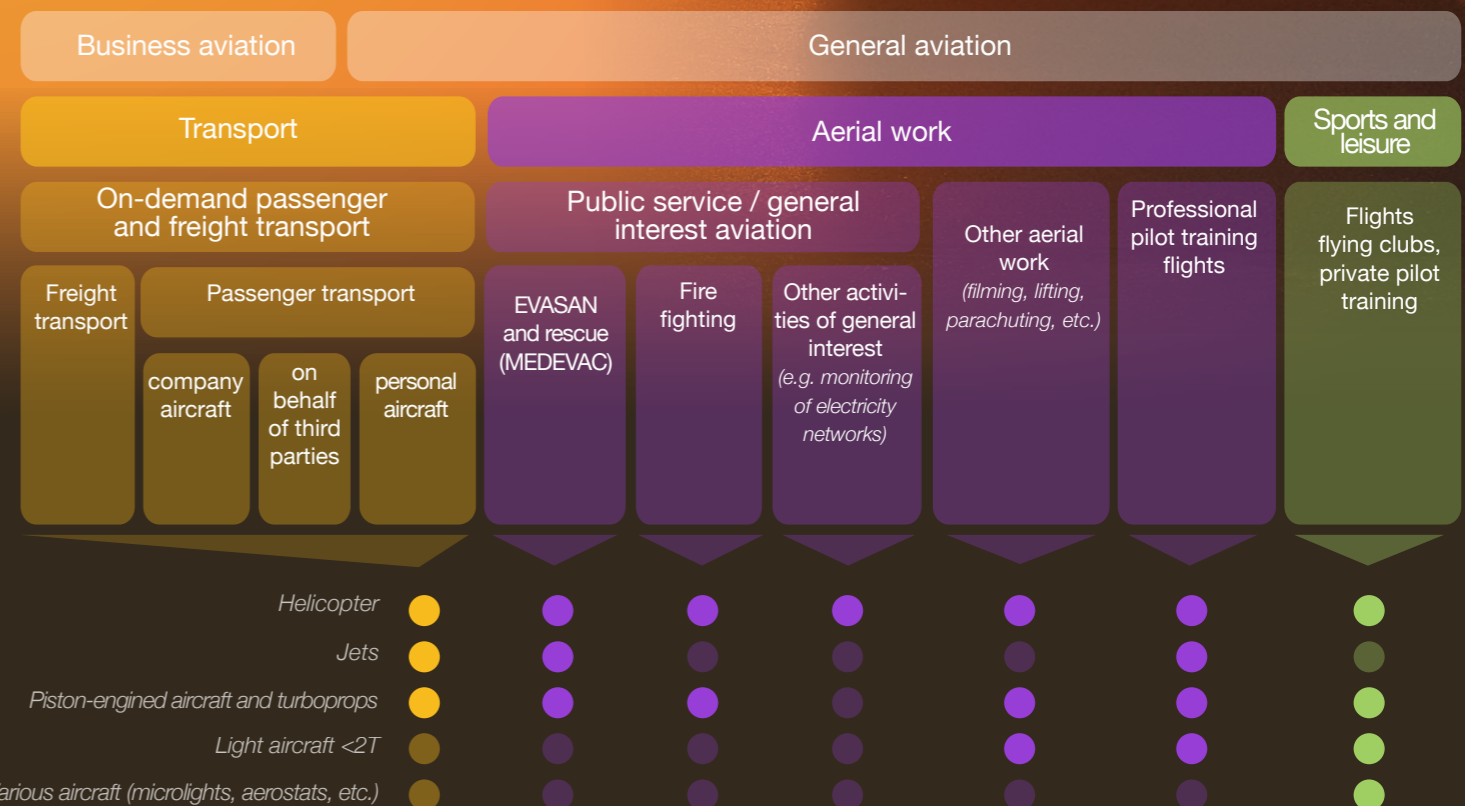 Business aviation
General aviation
Transport
Aerial work
Sports and
leisure
On-demand passenger
and freight transport
Public service / general
interest aviation
Other aerial
work
(filming, lifting,
parachuting, etc.)
Professional
pilot training
flights
Flights
flying clubs,
private pilot
training
Freight
transport
Passenger transport
company
aircraft
on
behalf
of third
parties
personal
aircraft
EVASAN
and rescue
(MEDEVAC)
Fire
fighting
Other activi-
ties of general
interest
(e.g. monitoring
of electricity
networks)
Helicopter
Jets
Piston-engined aircraft and turboprops
Light aircraft <2T
arious aircraft (microlights, aerostats, etc.)